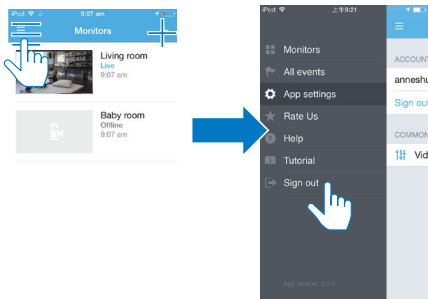 iPod 9:07 am
Monitors
Living room
Live
9:07 am
Baby room
Offline
9:07 am
iPod 上午9:21
Monitors
All events
App settings
Rate Us
Help
Tutorial
Sign out
ACCOUNT
anneshu
Sign out
COMMON
Vid